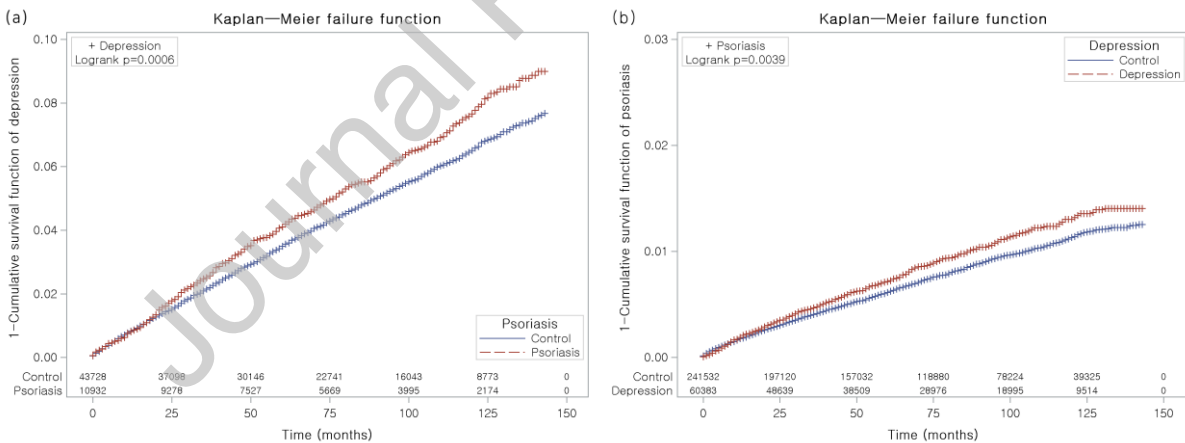 (a)
Kaplan—Meier failure function
+ Depression
Logrank p=0.0006
1-Cumulative survival function of depression
0.10
0.08
0.06
0.04
0.02
0.00
Psoriasis
Control
Psoriasis
Control 43728 37098 30146 22741 16043 8773 0
Psoriasis 10932 9278 7527 5669 3995 2174 0
0 25 50 75 100 125 150
Time (months)
(b)
Kaplan—Meier failure function
+ Psoriasis
Logrank p=0.0039
Depression
Control
Depression
1-Cumulative survival function of psoriasis
0.03
0.02
0.01
0.00
Control 241532 197120 157032 118880 78224 39325 0
Depression 60383 48639 38509 28976 18995 9514 0
0 25 50 75 100 125 150
Time (months)
Journal